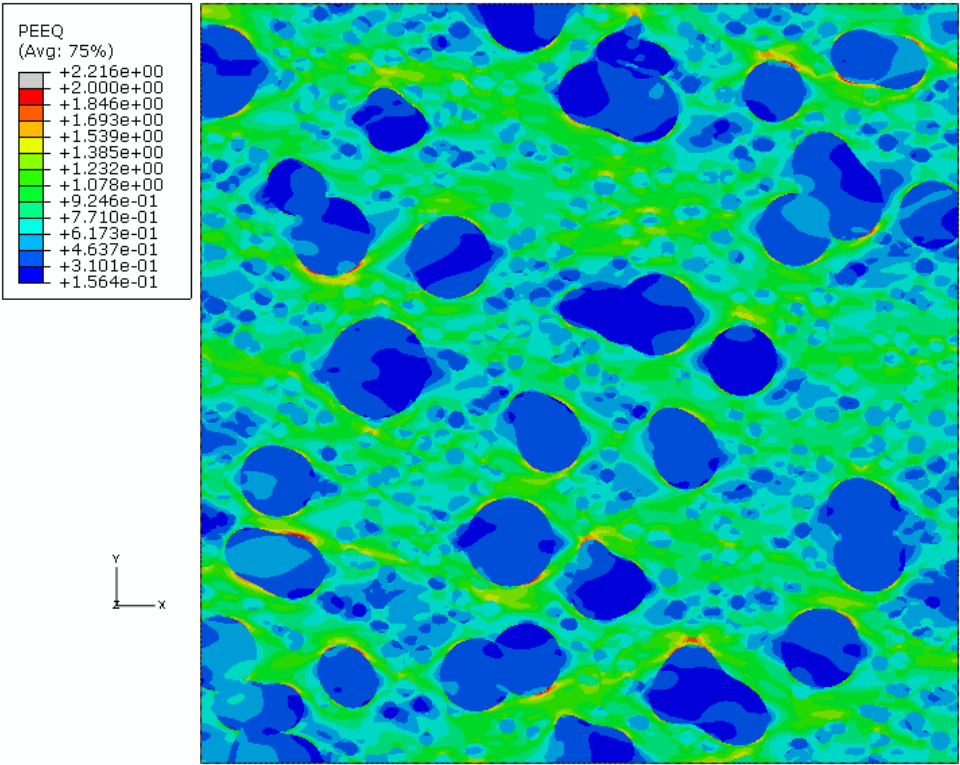 PEEQ
(Avg: 75%)
+2.216e+00
+2.000e+00
+1.846e+00
+1.693e+00
+1.539e+00
+1.385e+00
+1.232e+00
+1.078e+00
+9.246e-01
+7.710e-01
+6.173e-01
+4.637e-01
+3.101e-01
+1.564e-01
Y
Z
X